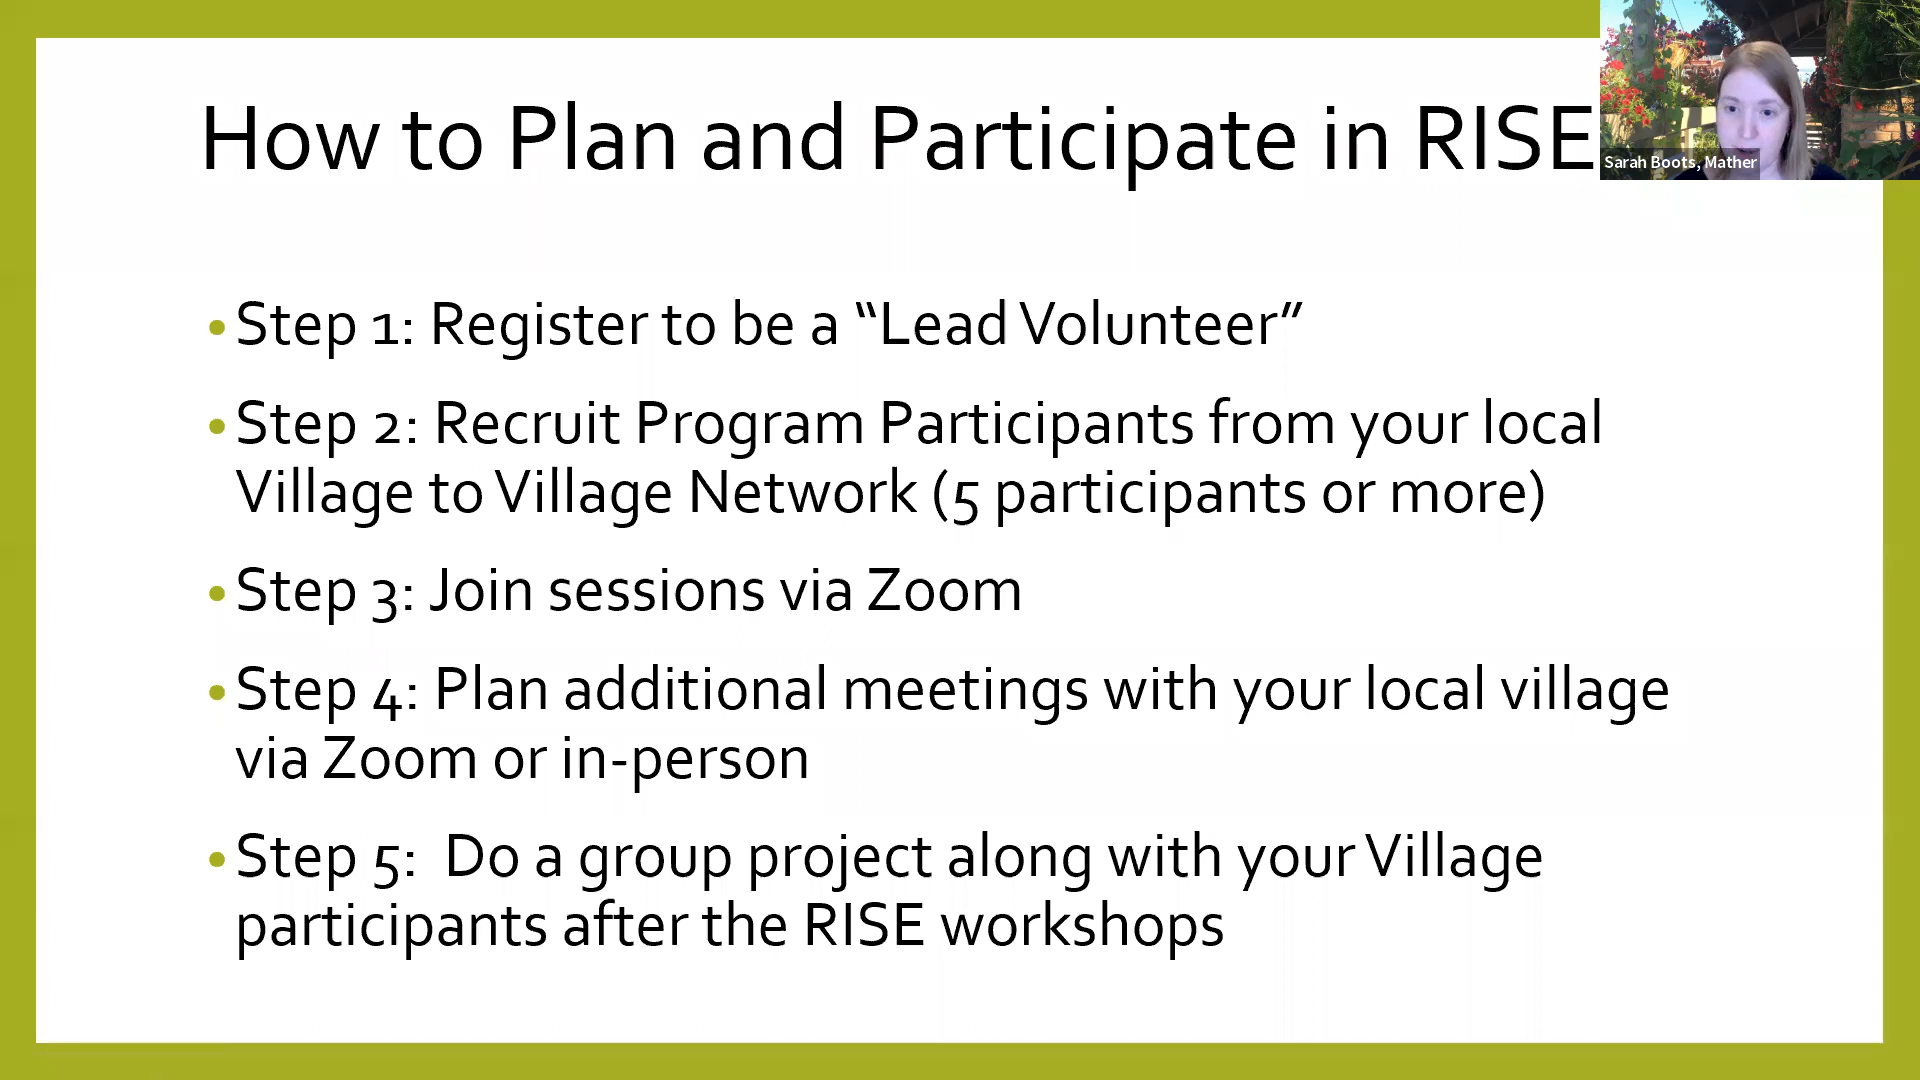 How to Plan and Participate in RISE
Sarah Boots, Mather
• Step 1: Register to be a “Lead Volunteer”
• Step 2: Recruit Program Participants from your local
Village to Village Network (5 participants or more)
• Step 3: Join sessions via Zoom
• Step 4: Plan additional meetings with your local village
via Zoom or in-person
• Step 5:  Do a group project along with your Village
participants after the RISE workshops